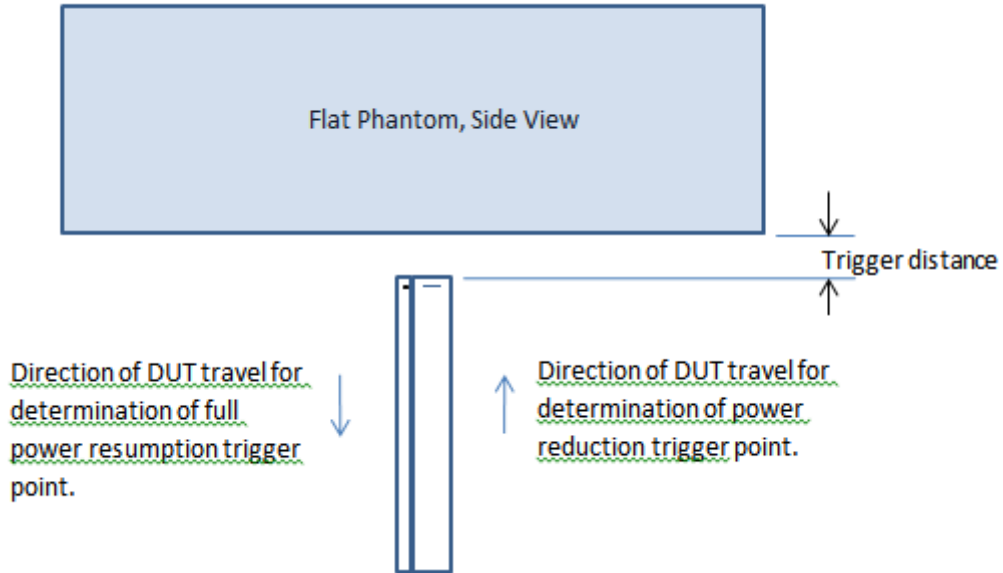 Flat Phantom, Side View
Trigger distance
Direction of DUT travel for
determination of full
power resumption trigger
point.
Direction of DUT travel for
determination of power
reduction trigger point.